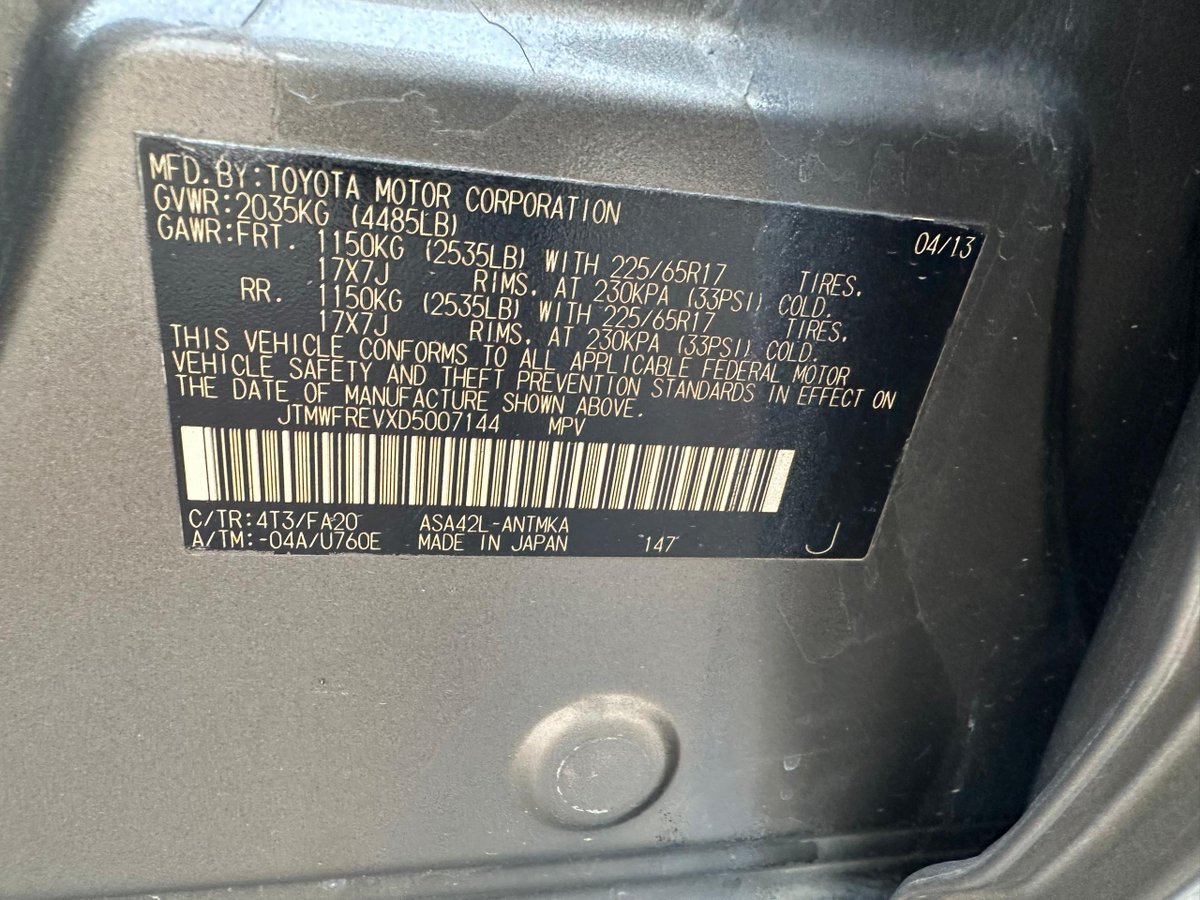 MFD. BY: TOYOTA MOTOR CORPORATION
GVWR: 2035KG (4485LB) 04/13
GAWR: FRT. 1150KG (2535LB) WITH 225/65R17 TIRES,
17X7J RIMS, AT 230KPA (33PSI) COLD.
RR. 1150KG (2535LB) WITH 225/65R17 TIRES,
17X7J RIMS, AT 230KPA (33PSI) COLD.
THIS VEHICLE CONFORMS TO ALL APPLICABLE FEDERAL MOTOR
VEHICLE SAFETY AND THEFT PREVENTION STANDARDS IN EFFECT ON
THE DATE OF MANUFACTURE SHOWN ABOVE.
JTMWFREVXD5007144 MPV
C/TR: 4T3/FA20 ASA42L-ANTMKA
A/TM: -04A/U760E MADE IN JAPAN 147 J